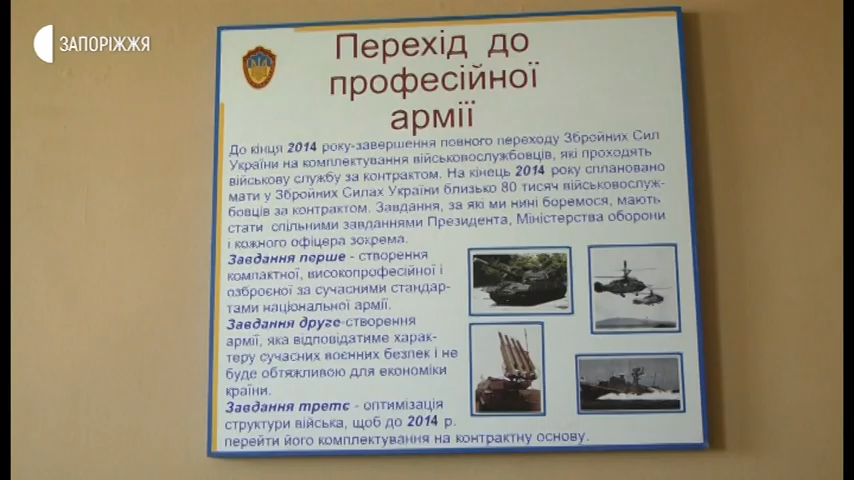 ЗАПОРІЖЖЯ
Перехід до
професійної
армії
До кінця 2014 року-завершення повного переходу Збройних Сил
України на комплектування військовослужбовців, які проходять
військову службу за контрактом. На кінець 2014 року сплановано
мати у Збройних Силах України близько 80 тисяч військовослуж-
бовців за контрактом. Завдання, за які ми нині боремося, мають
стати спільними завданнями Президента, Міністерства оборони
і кожного офіцера зокрема.
Завдання перше - створення
компактної, високопрофесійної і
озброєної за сучасними стандар-
тами національної армії.
Завдання друге-створення
армії, яка відповідатиме харак-
теру сучасних воєнних безпек і не
буде обтяжливою для економіки
країни.
Завдання третє - оптимізація
структури війська, щоб до 2014 р.
перейти його комплектування на контрактну основу.